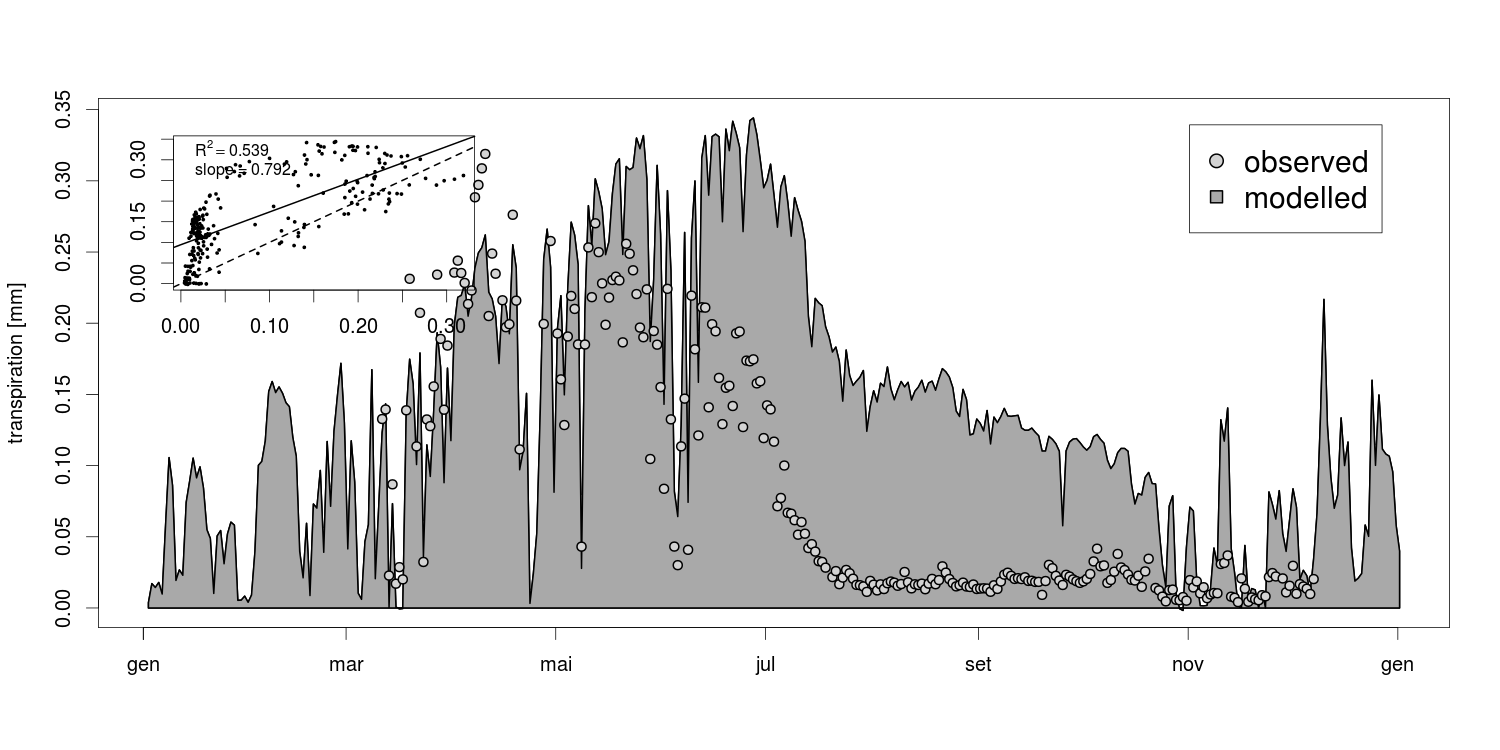 transpiration [mm]
0.35
0.30
0.25
0.20
0.15
0.10
0.05
0.00
R2 = 0.539
slope = 0.792
0.30
0.15
0.00
0.00 0.10 0.20 0.30
observed
modelled
gen mar mai jul set nov gen